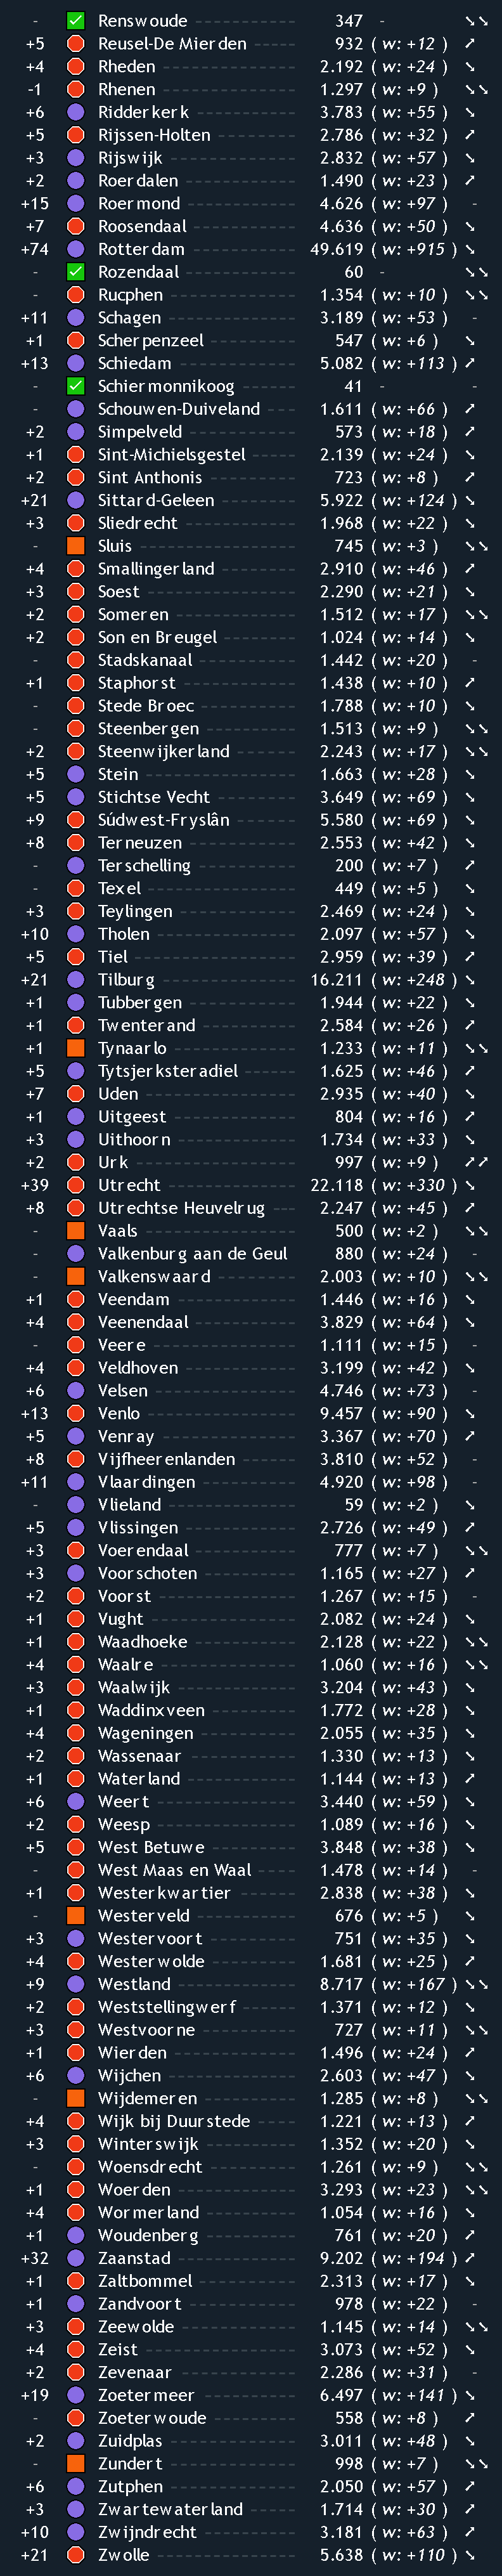 - Renswoude 347 -
+5 Reusel-De Mierden 932 ( w: +12 )
+4 Rheden 2.192 ( w: +24 )
-1 Rhenen 1.297 ( w: +9 )
+6 Ridderkerk 3.783 ( w: +55 )
+5 Rijssen-Holten 2.786 ( w: +32 )
+3 Rijswijk 2.832 ( w: +57 )
+2 Roerdalen 1.490 ( w: +23 )
+15 Roermond 4.626 ( w: +97 ) -
+7 Roosendaal 4.636 ( w: +50 )
+74 Rotterdam 49.619 ( w: +915 )
- Rozendaal 60 -
- Rucphen 1.354 ( w: +10 )
+11 Schagen 3.189 ( w: +53 ) -
+1 Scherpenzeel 547 ( w: +6 )
+13 Schiedam 5.082 ( w: +113 )
- Schiermonnikoog 41 - -
- Schouwen-Duiveland 1.611 ( w: +66 )
+2 Simpelveld 573 ( w: +18 )
+1 Sint-Michielsgestel 2.139 ( w: +24 )
+2 Sint Anthonis 723 ( w: +8 )
+21 Sittard-Geleen 5.922 ( w: +124 )
+3 Sliedrecht 1.968 ( w: +22 )
- Sluis 745 ( w: +3 )
+4 Smallingerland 2.910 ( w: +46 )
+3 Soest 2.290 ( w: +21 )
+2 Someren 1.512 ( w: +17 )
+2 Son en Breugel 1.024 ( w: +14 )
- Stadskanaal 1.442 ( w: +20 ) -
+1 Staphorst 1.438 ( w: +10 )
- Stede Broec 1.788 ( w: +10 )
- Steenbergen 1.513 ( w: +9 )
+2 Steenwijkerland 2.243 ( w: +17 )
+5 Stein 1.663 ( w: +28 )
+5 Stichtse Vecht 3.649 ( w: +69 )
+9 Súdwest-Fryslân 5.580 ( w: +69 )
+8 Terneuzen 2.553 ( w: +42 )
- Terschelling 200 ( w: +7 )
- Texel 449 ( w: +5 )
+3 Teylingen 2.469 ( w: +24 )
+10 Tholen 2.097 ( w: +57 )
+5 Tiel 2.959 ( w: +39 )
+21 Tilburg 16.211 ( w: +248 )
+1 Tubbergen 1.944 ( w: +22 )
+1 Twenterand 2.584 ( w: +26 )
+1 Tynaarlo 1.233 ( w: +11 )
+5 Tytsjerksteradiel 1.625 ( w: +46 )
+7 Uden 2.935 ( w: +40 )
+1 Uitgeest 804 ( w: +16 )
+3 Uithoorn 1.734 ( w: +33 )
+2 Urk 997 ( w: +9 )
+39 Utrecht 22.118 ( w: +330 )
+8 Utrechtse Heuvelrug 2.247 ( w: +45 )
- Vaals 500 ( w: +2 )
- Valkenburg aan de Geul 880 ( w: +24 ) -
- Valkenswaard 2.003 ( w: +10 )
+1 Veendam 1.446 ( w: +16 )
+4 Veenendaal 3.829 ( w: +64 )
- Veere 1.111 ( w: +15 ) -
+4 Veldhoven 3.199 ( w: +42 )
+6 Velsen 4.746 ( w: +73 ) -
+13 Venlo 9.457 ( w: +90 )
+5 Venray 3.367 ( w: +70 )
+8 Vijfheerenlanden 3.810 ( w: +52 ) -
+11 Vlaardingen 4.920 ( w: +98 ) -
- Vlieland 59 ( w: +2 )
+5 Vlissingen 2.726 ( w: +49 )
+3 Voerendaal 777 ( w: +7 )
+3 Voorschoten 1.165 ( w: +27 )
+2 Voorst 1.267 ( w: +15 ) -
+1 Vught 2.082 ( w: +24 )
+1 Waadhoeke 2.128 ( w: +22 )
+4 Waalre 1.060 ( w: +16 )
+3 Waalwijk 3.204 ( w: +43 )
+1 Waddinxveen 1.772 ( w: +28 )
+4 Wageningen 2.055 ( w: +35 )
+2 Wassenaar 1.330 ( w: +13 )
+1 Waterland 1.144 ( w: +13 )
+6 Weert 3.440 ( w: +59 )
+2 Weesp 1.089 ( w: +16 )
+5 West Betuwe 3.848 ( w: +38 )
- West Maas en Waal 1.478 ( w: +14 ) -
+1 Westerkwartier 2.838 ( w: +38 )
- Westerveld 676 ( w: +5 )
+3 Westervoort 751 ( w: +35 )
+4 Westerwolde 1.681 ( w: +25 )
+9 Westland 8.717 ( w: +167 )
+2 Weststellingwerf 1.371 ( w: +12 )
+3 Westvoorne 727 ( w: +11 )
+1 Wierden 1.496 ( w: +24 )
+6 Wijchen 2.603 ( w: +47 )
- Wijdemeren 1.285 ( w: +8 )
+4 Wijk bij Duurstede 1.221 ( w: +13 )
+3 Winterswijk 1.352 ( w: +20 )
- Woensdrecht 1.261 ( w: +9 )
+1 Woerden 3.293 ( w: +23 )
+4 Wormerland 1.054 ( w: +16 )
+1 Woudenberg 761 ( w: +20 )
+32 Zaanstad 9.202 ( w: +194 )
+1 Zaltbommel 2.313 ( w: +17 )
+1 Zandvoort 978 ( w: +22 ) -
+3 Zeewolde 1.145 ( w: +14 )
+4 Zeist 3.073 ( w: +52 )
+2 Zevenaar 2.286 ( w: +31 ) -
+19 Zoetermeer 6.497 ( w: +141 )
- Zoeterwoude 558 ( w: +8 )
+2 Zuidplas 3.011 ( w: +48 )
- Zundert 998 ( w: +7 )
+6 Zutphen 2.050 ( w: +57 )
+3 Zwartewaterland 1.714 ( w: +30 )
+10 Zwijndrecht 3.181 ( w: +63 )
+21 Zwolle 5.638 ( w: +110 )